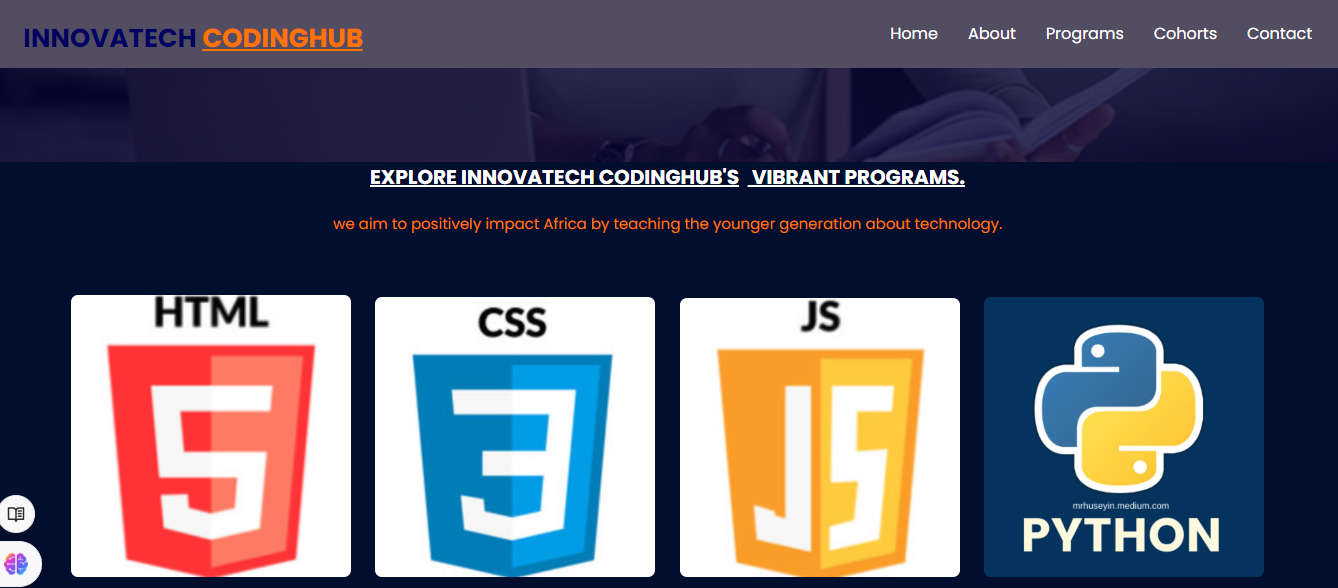 INNOVATECH CODINGHUB
Home About Programs Cohorts Contact
EXPLORE INNOVATECH CODINGHUB'S VIBRANT PROGRAMS.
we aim to positively impact Africa by teaching the younger generation about technology.
HTML
5
CSS
3
JS
JS
mrhuseyin.medium.com
PYTHON